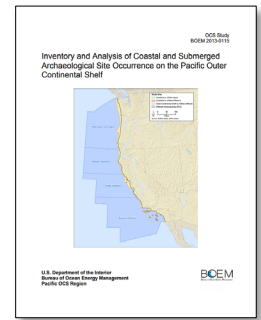 OCS Study
BOEM 2013-0115
Inventory and Analysis of Coastal and Submerged
Archaeological Site Occurrence on the Pacific Outer
Continental Shelf
U.S. Department of the Interior
Bureau of Ocean Energy Management
Pacific OCS Region
BOEM